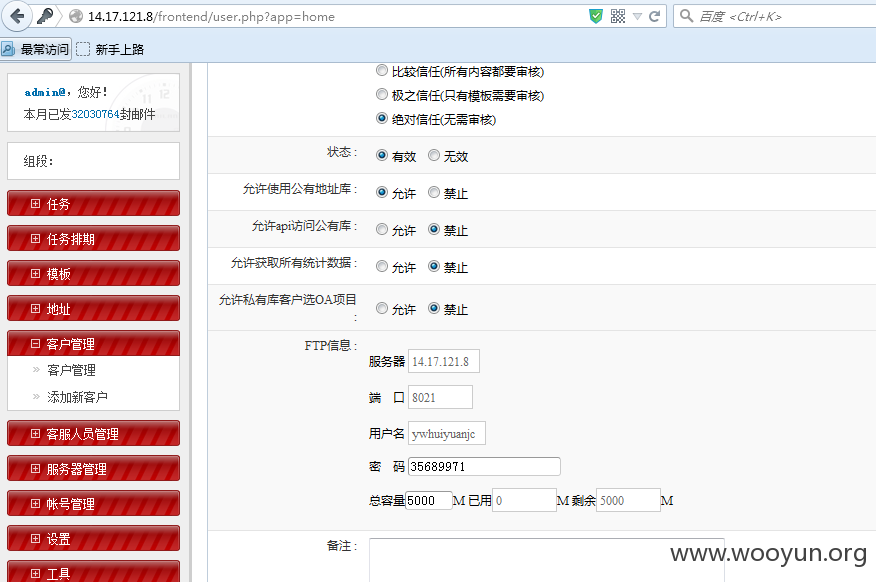 14.17.121.8/frontend/user.php?app=home
百度 <Ctrl+K>
最常访问 新手上路
admin@，您好！
本月已发32030764封邮件
组段：
任务
任务排期
模板
地址
客户管理
客户管理
添加新客户
客服人员管理
服务器管理
帐号管理
设置
工具
比较信任(所有内容都要审核)
极之信任(只有模板需要审核)
绝对信任(无需审核)
状态： 有效 无效
允许使用公有地址库： 允许 禁止
允许api访问公有库： 允许 禁止
允许获取所有统计数据： 允许 禁止
允许私有库客户选OA项目： 允许 禁止
FTP信息：
服务器 14.17.121.8
端 口 8021
用户名 ywhuiyuanjc
密 码 35689971
总容量5000M 已用0M 剩余5000M
备注：
www.wooyun.org